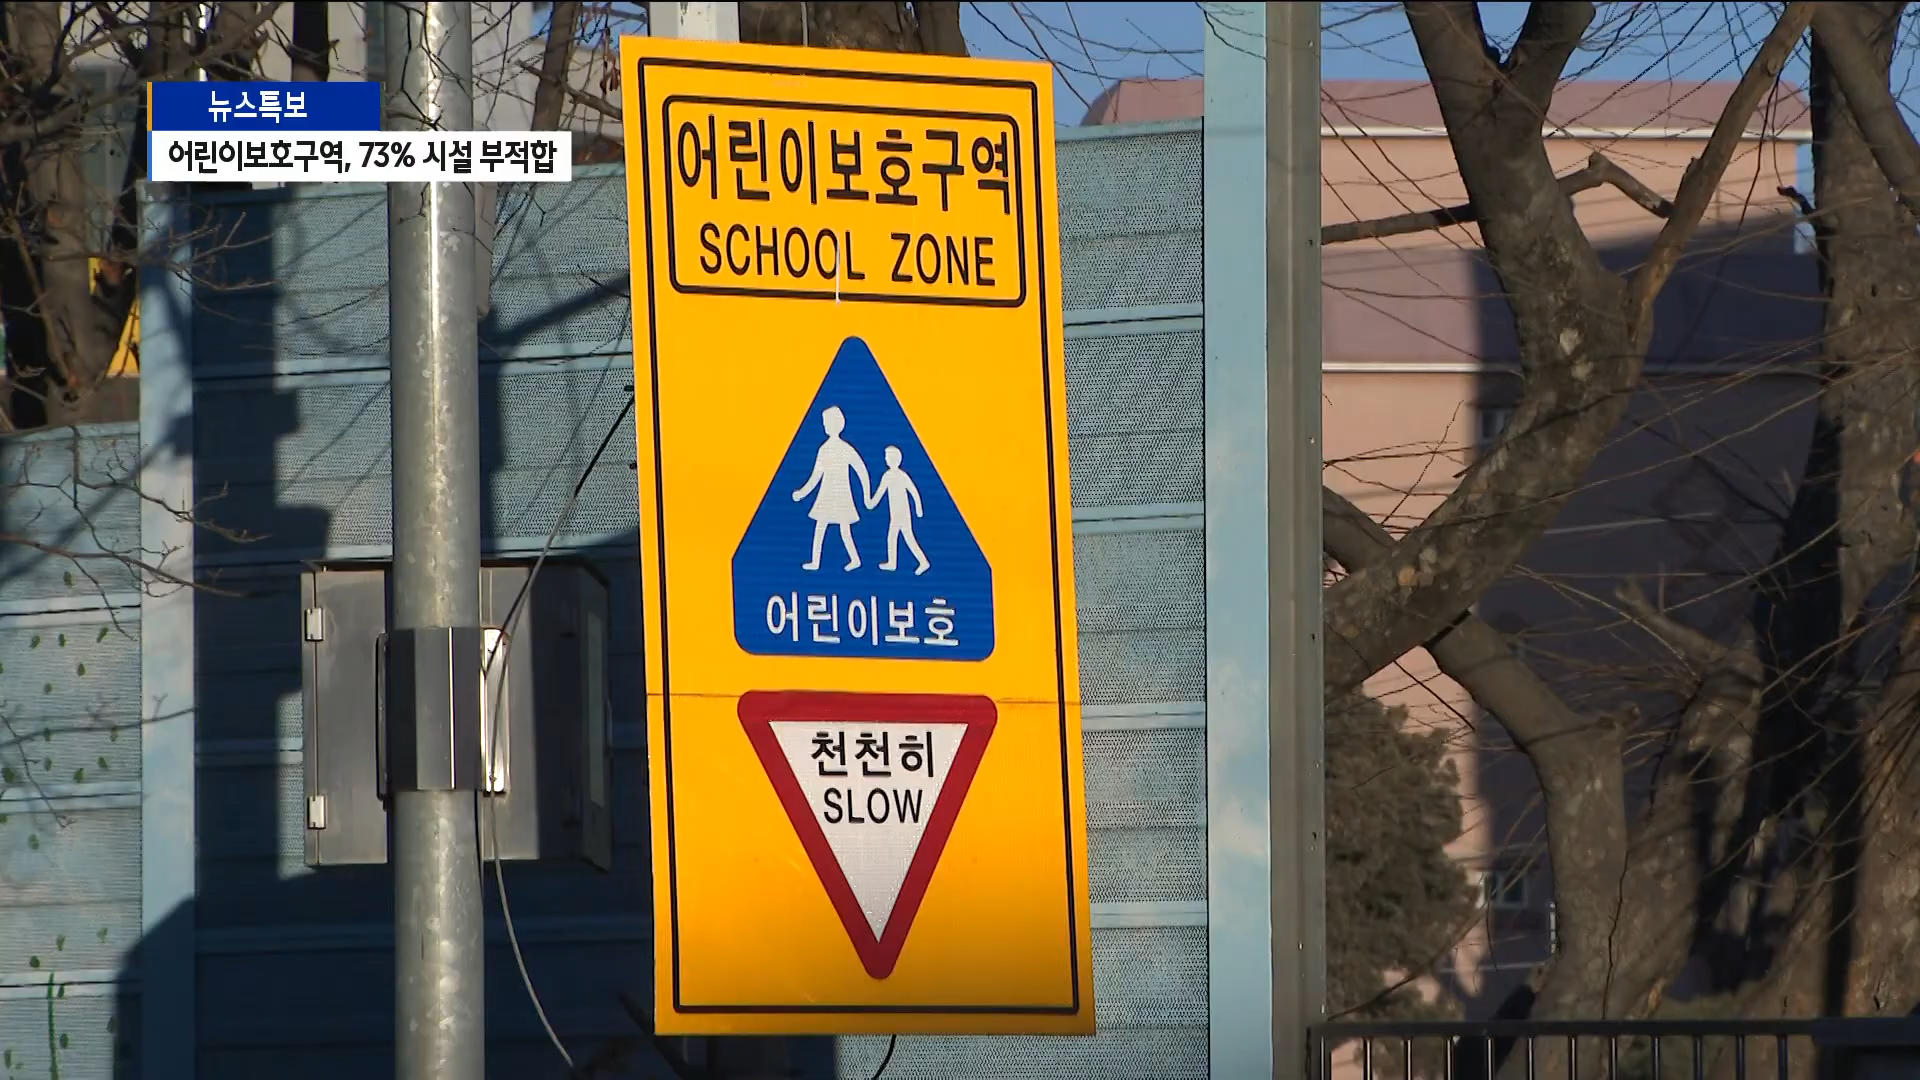 뉴스특보
어린이보호구역, 73% 시설 부적합
어린이보호구역
SCHOOL ZONE
어린이보호
천천히
SLOW